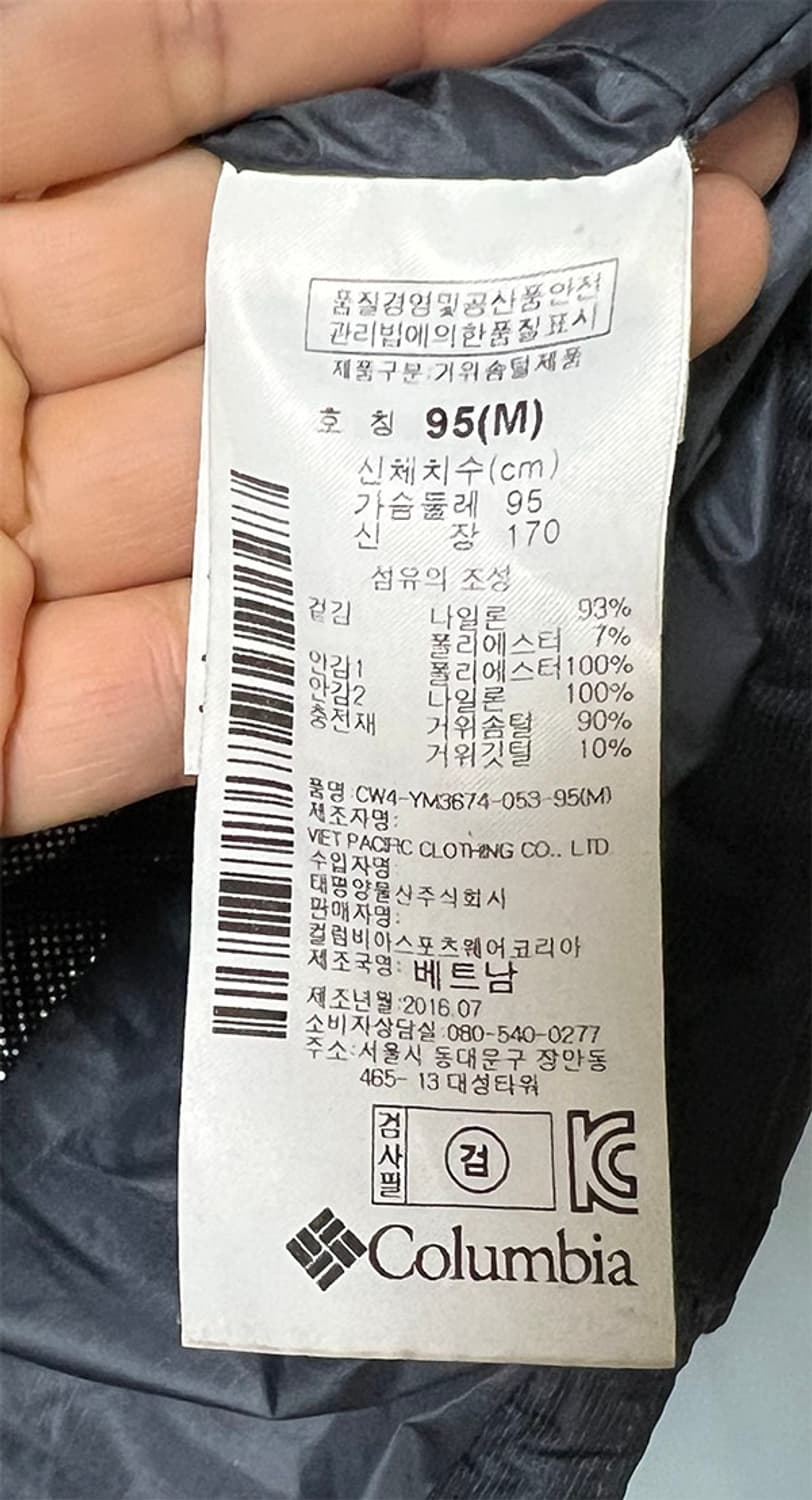 품질경영및공산품안전
관리법에의한품질표시
제품구분:거위솜털제품
호 칭 95(M)
신체치수(cm)
가슴둘레 95
신 장 170
섬유의 조성
겉감 나일론 93%
폴리에스터 7%
안감1 폴리에스터 100%
안감2 나일론 100%
충전재 거위솜털 90%
거위깃털 10%
품명:CW4-YM3674-053-95(M)
제조자명:
VIET PACIFIC CLOTHING CO., LTD
수입자명:
태평양물산주식회사
판매자명:
컬럼비아스포츠웨어코리아
제조국명: 베트남
제조년월:2016.07
소비자상담실:080-540-0277
주소:서울시 동대문구 장안동
465-13 대성타워
검사필 검 KC
Columbia